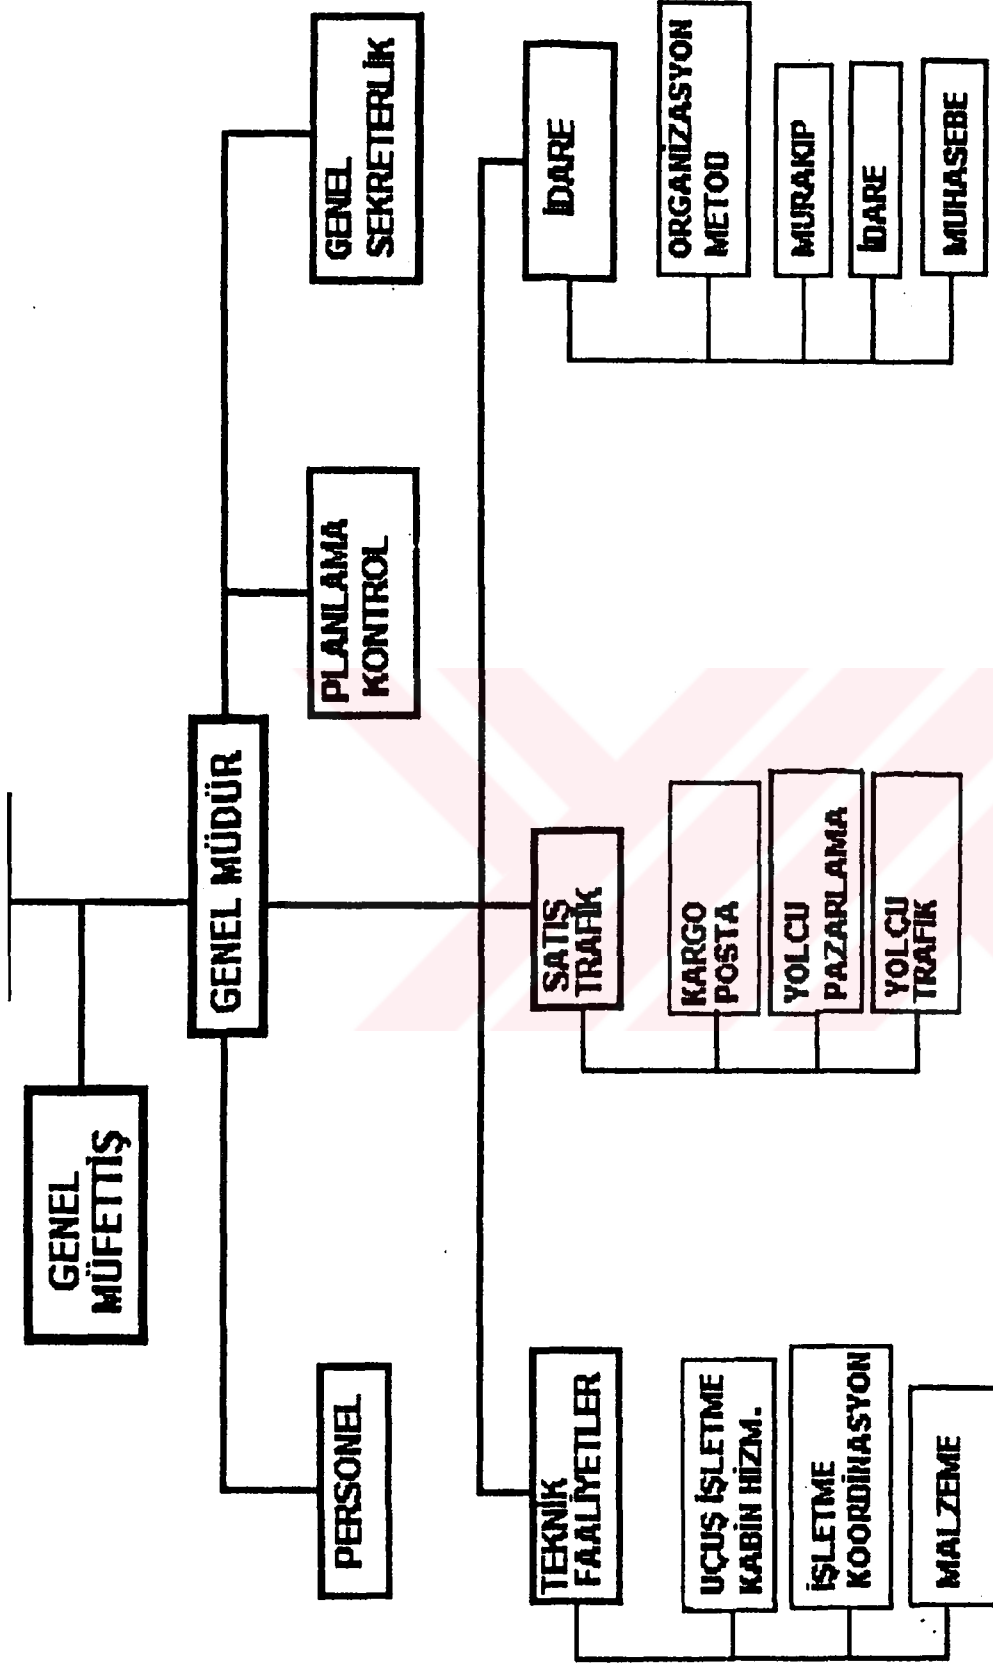 GENEL
MÜFETTİŞ
GENEL MÜDÜR
PERSONEL
PLANLAMA
KONTROL
GENEL
SEKRETERLİK
TEKNİK
FAALİYETLER
SATIŞ
TRAFİK
İDARE
UÇUŞ İŞLETME
KABİN HİZM.
İŞLETME
KOORDİNASYON
MALZEME
KARGO
POSTA
YOLCU
PAZARLAMA
YOLCU
TRAFİK
ORGANİZASYON
METOD
MURAKIP
İDARE
MUHASEBE